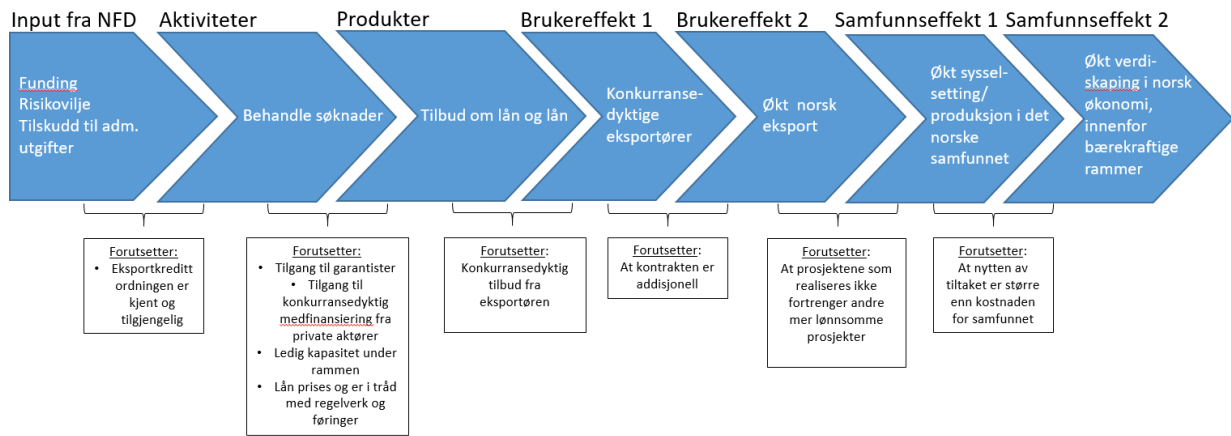 Input fra NFD
Aktiviteter
Produkter
Brukereffekt 1
Brukereffekt 2
Samfunnseffekt 1
Samfunnseffekt 2
Funding
Risikovilje
Tilskudd til adm.
utgifter
Behandle søknader
Tilbud om lån og lån
Konkurranse-
dyktige
eksportører
Økt norsk
eksport
Økt syssel-
setting/
produksjon i det
norske
samfunnet
Økt verdi-
skaping i norsk
økonomi,
innenfor
bærekraftige
rammer
Forutsetter:
• Eksportkreditt
ordningen er
kjent og
tilgjengelig
Forutsetter:
• Tilgang til garantister
• Tilgang til
konkurransedyktig
medfinansiering fra
private aktører
• Ledig kapasitet under
rammen
• Lån prises og er i tråd
med regelverk og
føringer
Forutsetter:
Konkurransedyktig
tilbud fra
eksportøren
Forutsetter:
At kontrakten er
addisjonell
Forutsetter:
At prosjektene som
realiseres ikke
fortrenger andre
mer lønnsomme
prosjekter
Forutsetter:
At nytten av
tiltaket er større
enn kostnaden
for samfunnet